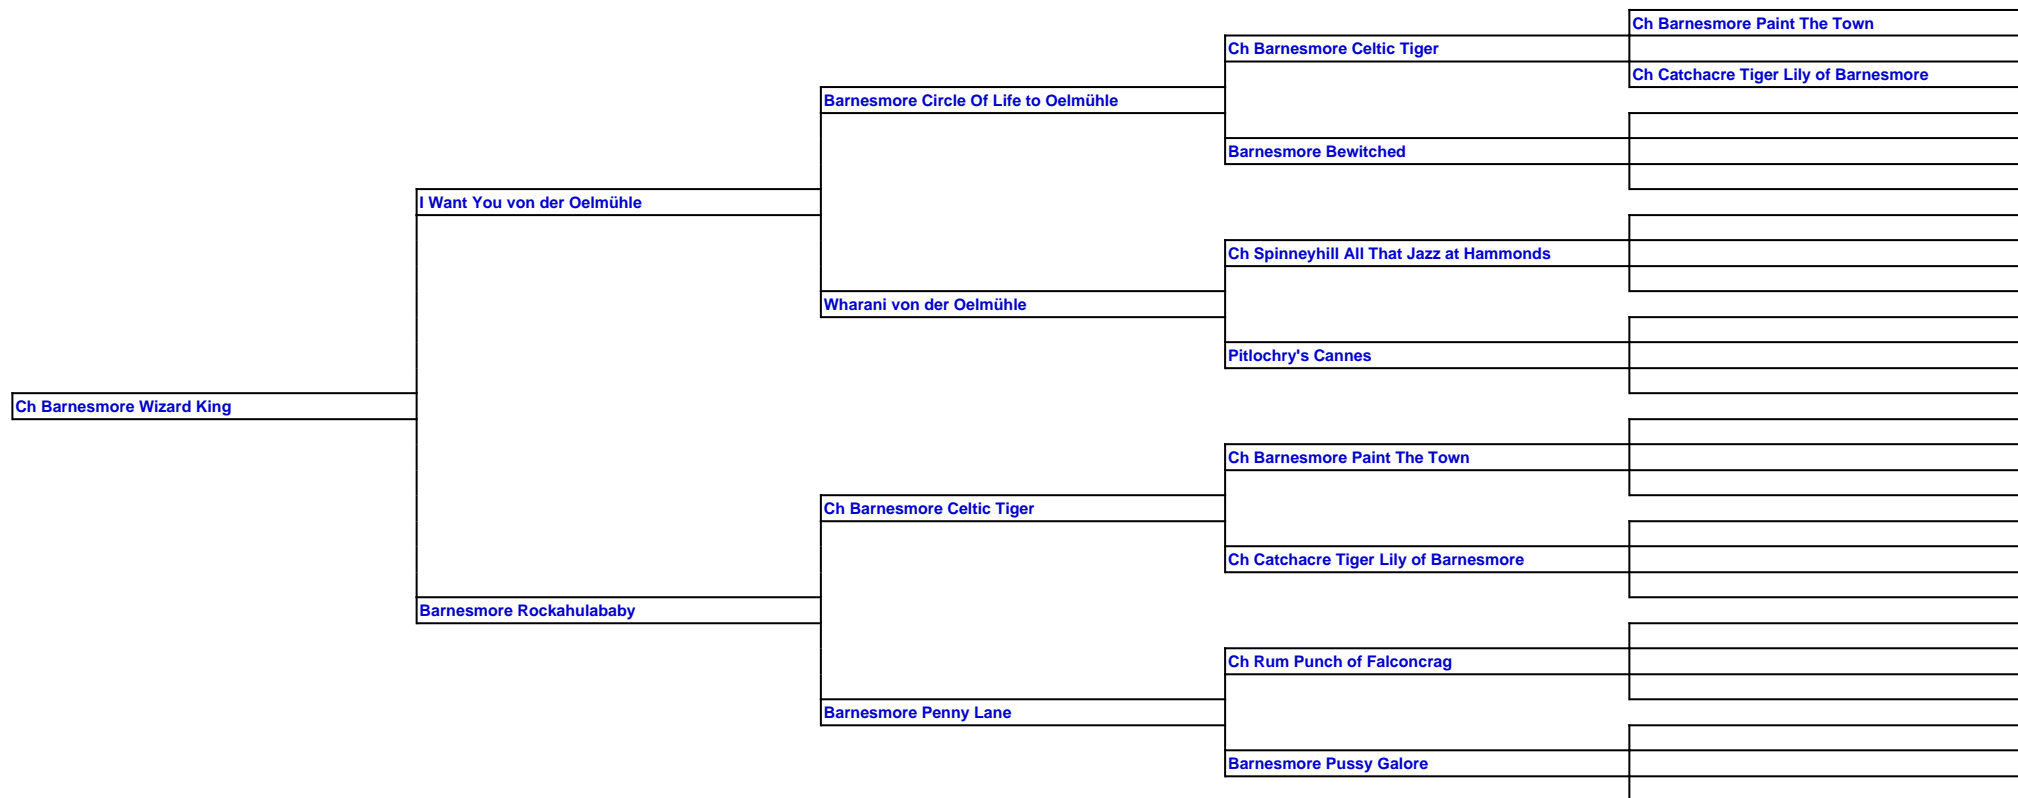 Ch Barnesmore Paint The Town
Ch Barnesmore Celtic Tiger
Ch Catchacre Tiger Lily of Barnesmore
Barnesmore Circle Of Life to Oelmühle
Barnesmore Bewitched
I Want You von der Oelmühle
Ch Spinneyhill All That Jazz at Hammonds
Wharani von der Oelmühle
Pitlochry's Cannes
Ch Barnesmore Wizard King
Ch Barnesmore Paint The Town
Ch Barnesmore Celtic Tiger
Ch Catchacre Tiger Lily of Barnesmore
Barnesmore Rockahulababy
Ch Rum Punch of Falconcrag
Barnesmore Penny Lane
Barnesmore Pussy Galore